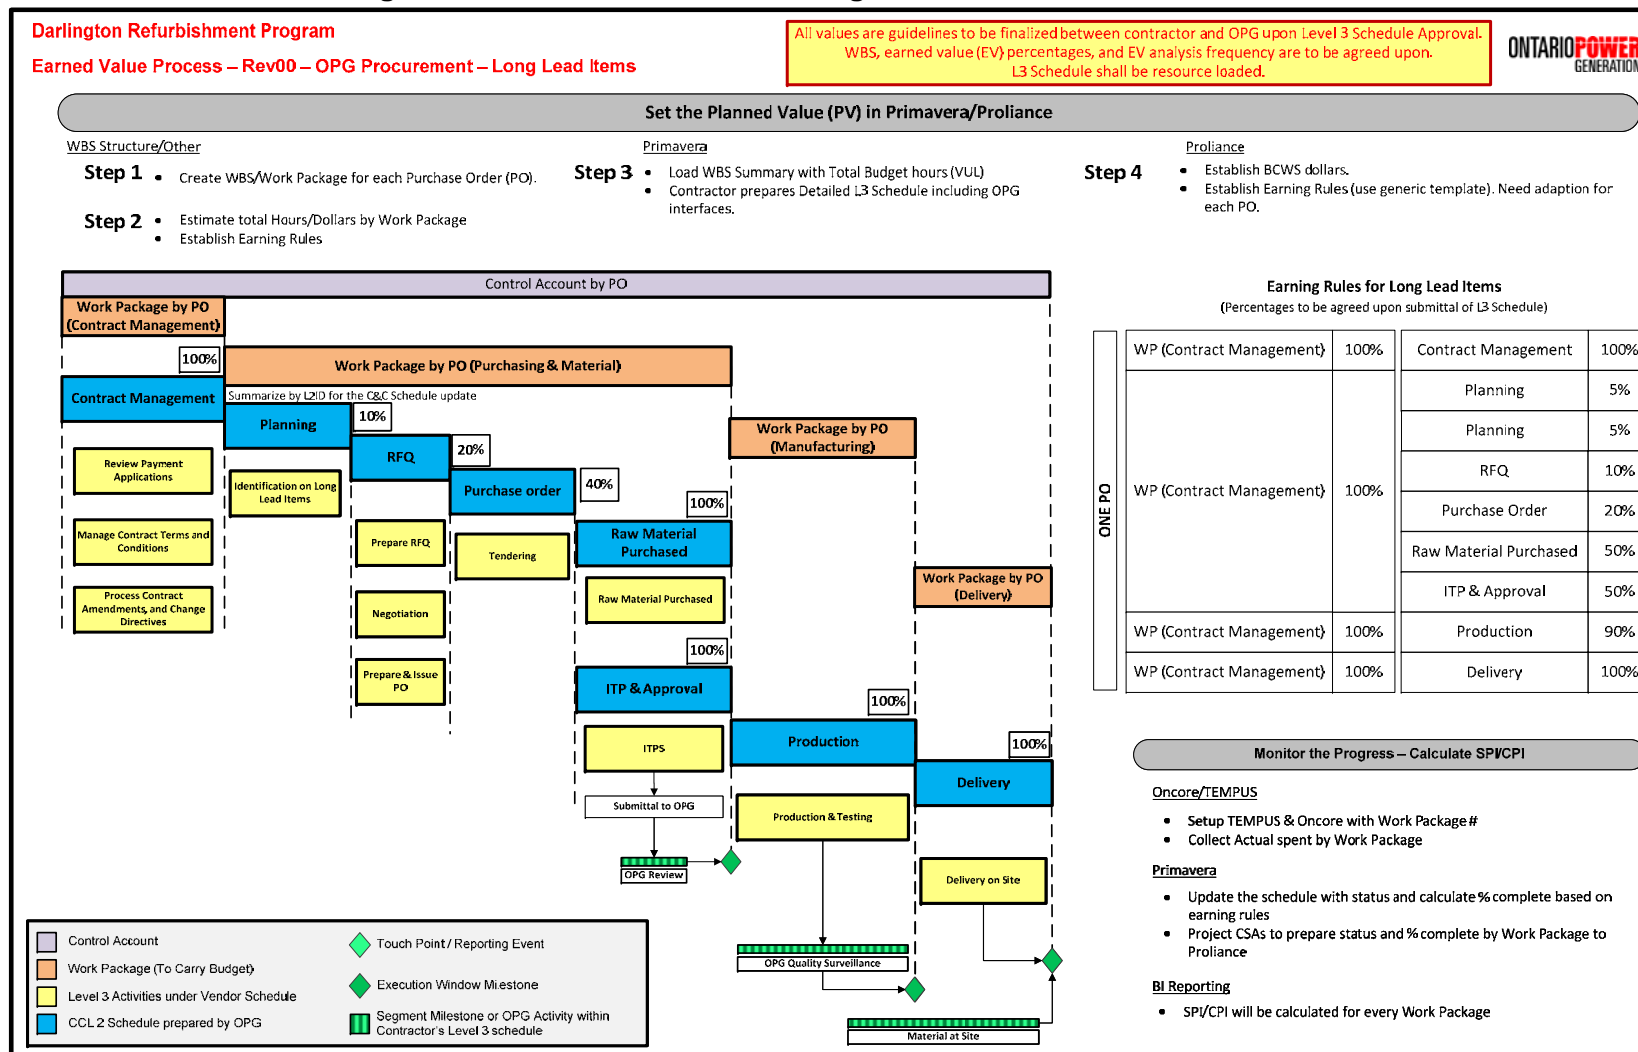 Darlington Refurbishment Program
Earned Value Process – Rev00 – OPG Procurement – Long Lead Items
All values are guidelines to be finalized between contractor and OPG upon Level 3 Schedule Approval.
WBS, earned value (EV) percentages, and EV analysis frequency are to be agreed upon.
L3 Schedule shall be resource loaded.
ONTARIOPOWER
GENERATION
Set the Planned Value (PV) in Primavera/Proliance
WBS Structure/Other
Step 1 • Create WBS/Work Package for each Purchase Order (PO).
Step 2 • Estimate total Hours/Dollars by Work Package
• Establish Earning Rules
Primavera
Step 3 • Load WBS Summary with Total Budget hours (VUL)
• Contractor prepares Detailed L3 Schedule including OPG
interfaces.
Proliance
Step 4 • Establish BCWS dollars.
• Establish Earning Rules (use generic template). Need adaption for
each PO.
Control Account by PO
Work Package by PO
(Contract Management)
100%
Work Package by PO (Purchasing & Material)
Contract Management
Summarize by L2ID for the C&C Schedule update
Planning
10%
RFQ
20%
Purchase order
40%
Work Package by PO
(Manufacturing)
Review Payment
Applications
Identification on Long
Lead Items
100%
Raw Material
Purchased
Manage Contract Terms and
Conditions
Prepare RFQ
Tendering
Process Contract
Amendments, and Change
Directives
Negotiation
Raw Material Purchased
Work Package by PO
(Delivery)
Prepare & Issue
PO
100%
ITP & Approval
ITPS
Submittal to OPG
OPG Review
100%
Production
Production & Testing
100%
Delivery
Delivery on Site
OPG Quality Surveillance
Material at Site
Earning Rules for Long Lead Items
(Percentages to be agreed upon submittal of L3 Schedule)
ONE PO
WP (Contract Management) 100% Contract Management 100%
Planning 5%
Planning 5%
RFQ 10%
WP (Contract Management) 100%
Purchase Order 20%
Raw Material Purchased 50%
ITP & Approval 50%
WP (Contract Management) 100% Production 90%
WP (Contract Management) 100% Delivery 100%
Monitor the Progress – Calculate SPI/CPI
Oncore/TEMPUS
• Setup TEMPUS & Oncore with Work Package #
• Collect Actual spent by Work Package
Primavera
• Update the schedule with status and calculate % complete based on
earning rules
• Project CSAs to prepare status and % complete by Work Package to
Proliance
BI Reporting
• SPI/CPI will be calculated for every Work Package
Control Account
Work Package (To Carry Budget)
Level 3 Activities under Vendor Schedule
CCL 2 Schedule prepared by OPG
Touch Point / Reporting Event
Execution Window Milestone
Segment Milestone or OPG Activity within
Contractor's Level 3 schedule